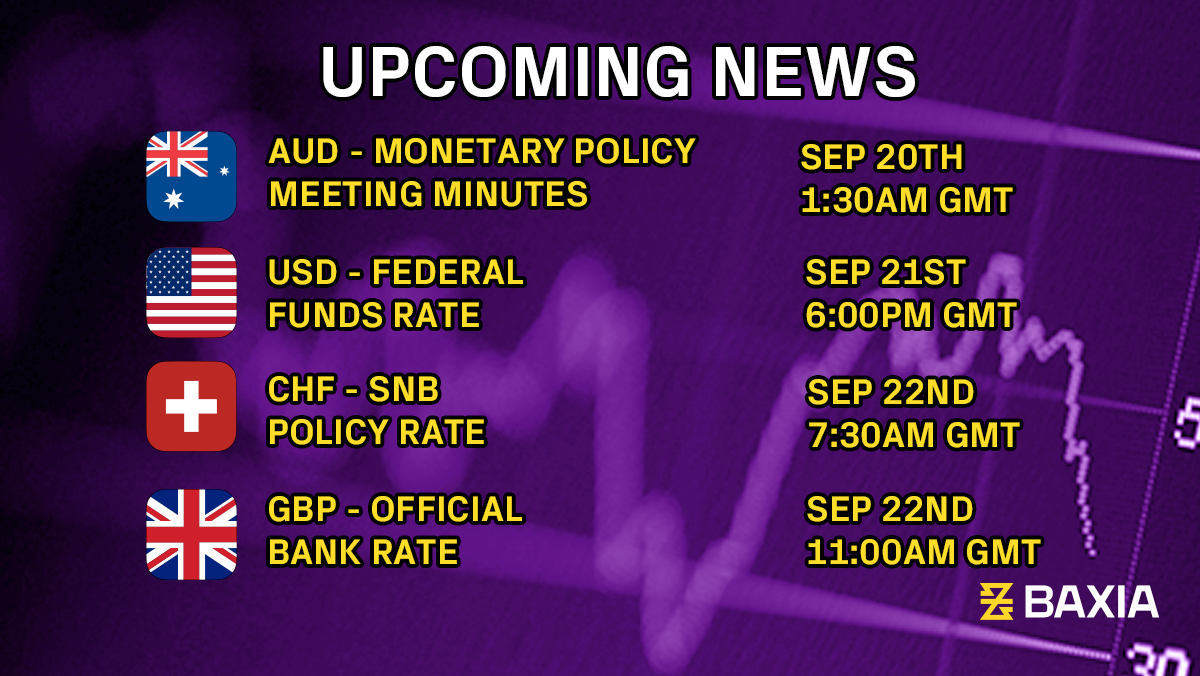 UPCOMING NEWS
AUD - MONETARY POLICY
MEETING MINUTES
SEP 20TH
1:30AM GMT
USD - FEDERAL
FUNDS RATE
SEP 21ST
6:00PM GMT
CHF - SNB
POLICY RATE
SEP 22ND
7:30AM GMT
5
GBP - OFFICIAL
BANK RATE
SEP 22ND
11:00AM GMT
BAXIA
30